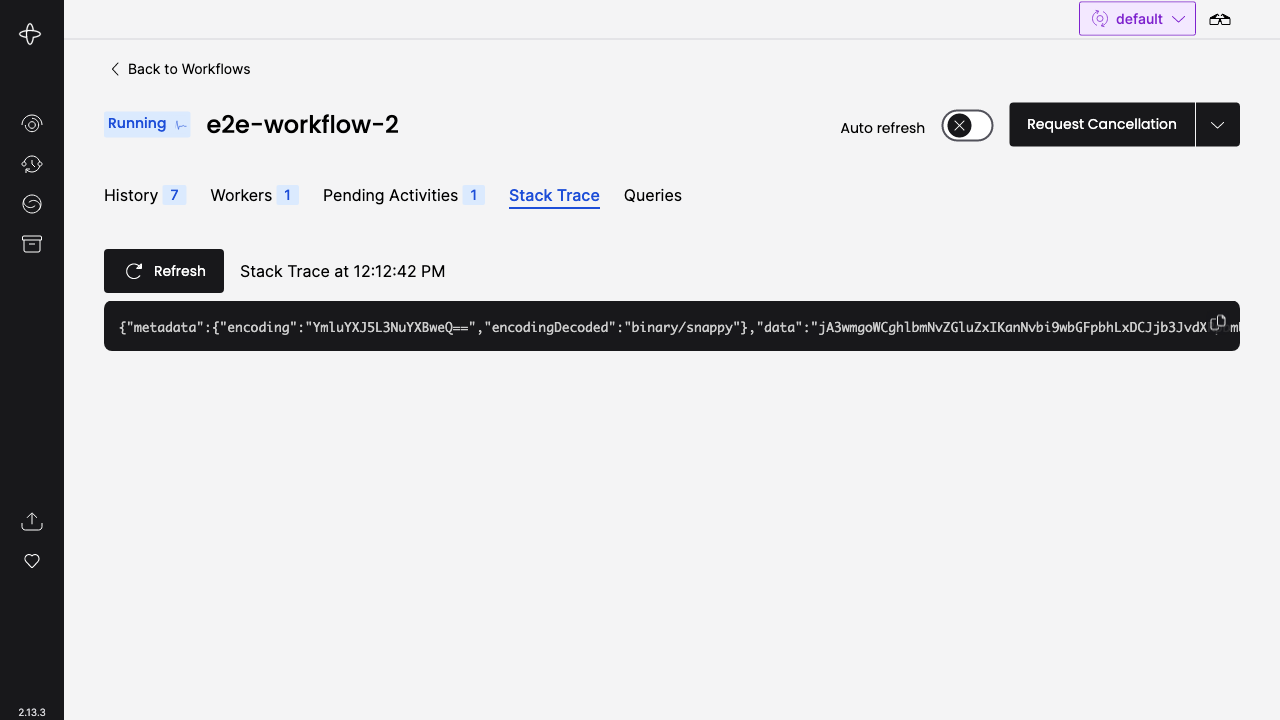 default
Back to Workflows
Running e2e-workflow-2
Auto refresh
Request Cancellation
History 7 Workers 1 Pending Activities 1 Stack Trace Queries
Refresh Stack Trace at 12:12:42 PM
{"metadata":{"encoding":"YmluYXJ5L3NuYXBweQ==","encodingDecoded":"binary/snappy"},"data":"jA3wmgoWCghlbmNvZGluZxIKanNvbi9wbGFpbhLxDCJjb3JvdX
2.13.3